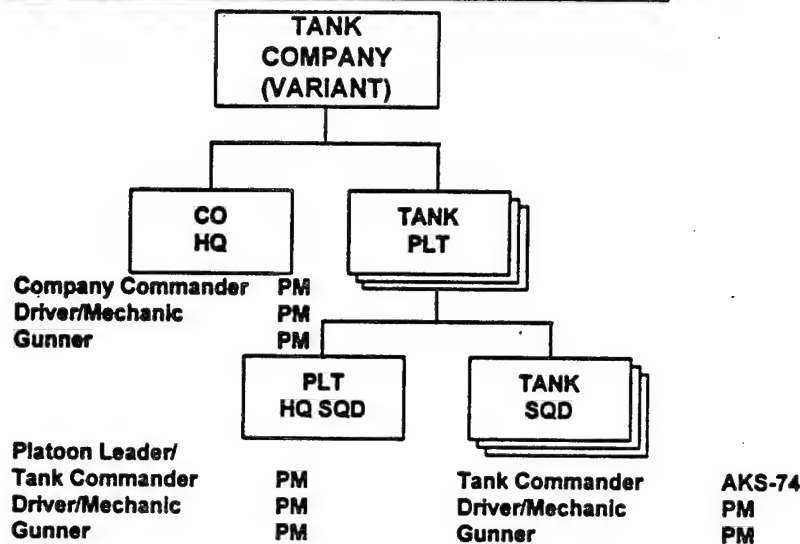 TANK
COMPANY
(VARIANT)
CO
HQ
TANK
PLT
Company Commander PM
Driver/Mechanic PM
Gunner PM
PLT
HQ SQD
TANK
SQD
Platoon Leader/
Tank Commander PM
Driver/Mechanic PM
Gunner PM
Tank Commander AKS-74
Driver/Mechanic PM
Gunner PM